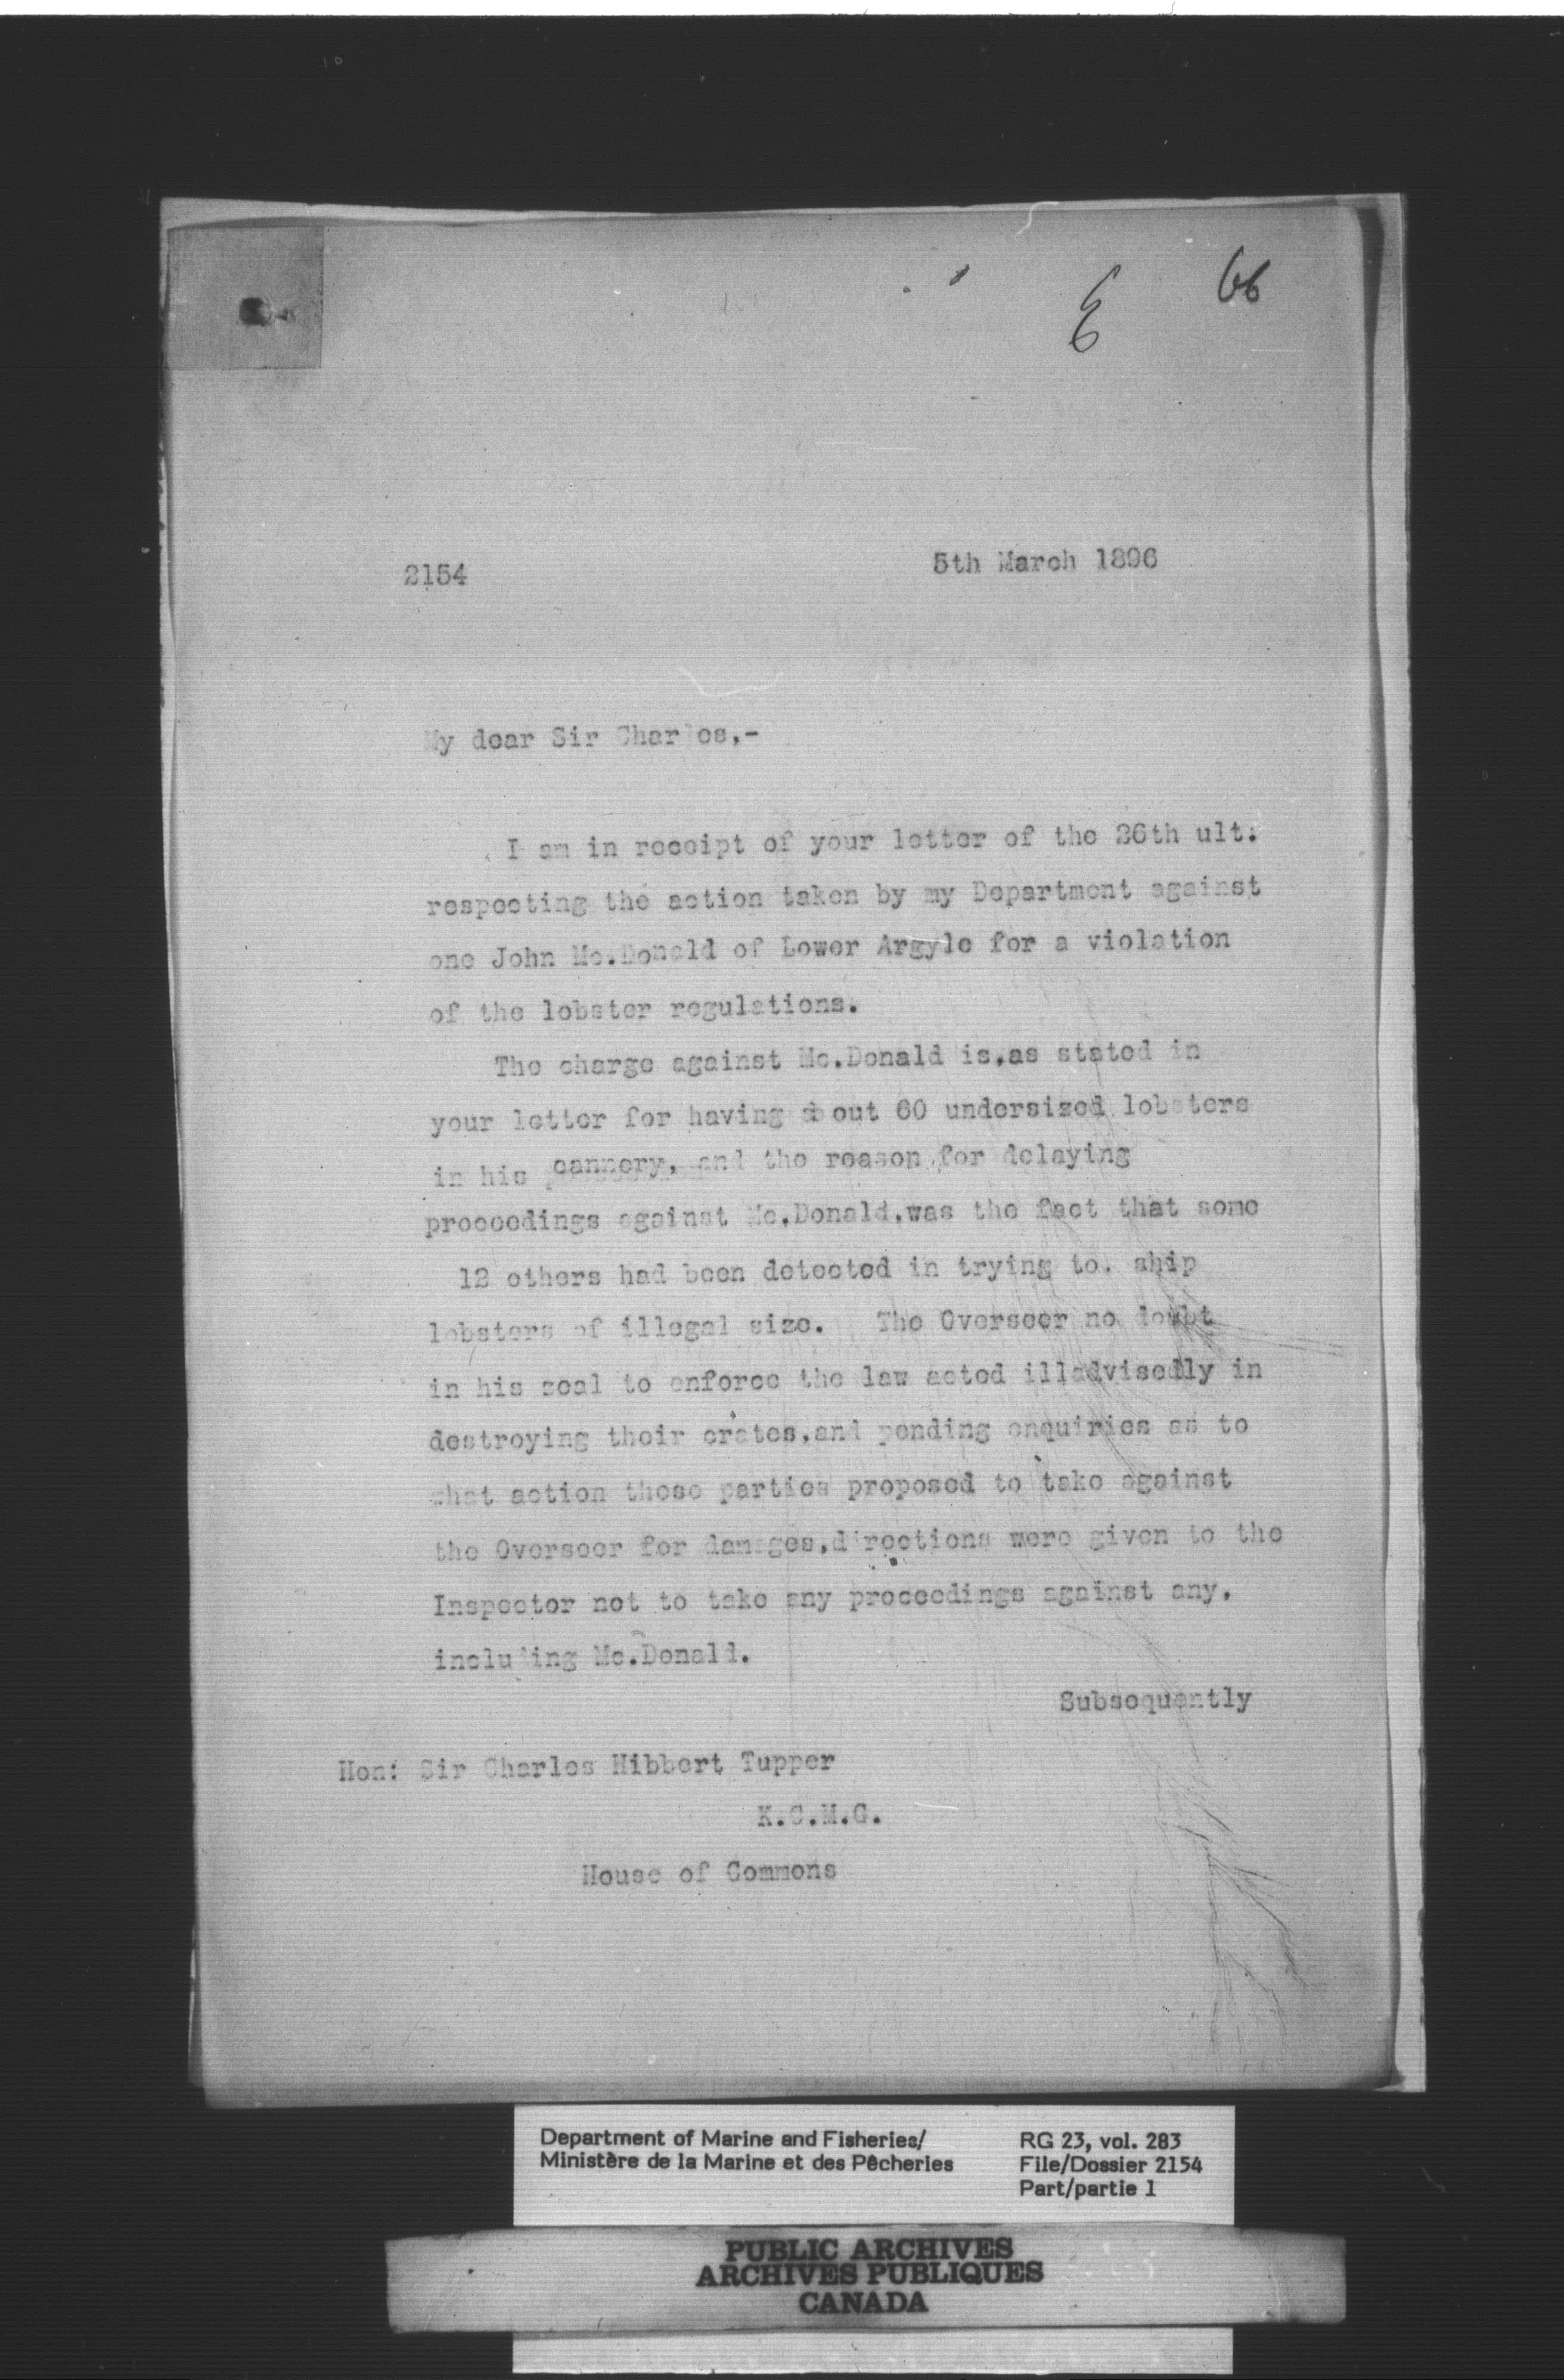 66
2154
5th March 1896
My dear Sir Charles,-
I am in receipt of your letter of the 26th ult:
respecting the action taken by my Department against
one John Mc.Donald of Lower Argyle for a violation
of the lobster regulations.
The charge against Mc.Donald is,as stated in
your letter for having about 60 undersized lobsters
in his cannery, and the reason for delaying
proceedings against Mc.Donald,was the fact that some
12 others had been detected in trying to. ship
lobsters of illegal size. The Overseer no doubt
in his zeal to enforce the law acted illadvisedly in
destroying their crates,and pending enquiries as to
what action these parties proposed to take against
the Overseer for damages,directions were given to the
Inspector not to take any proceedings against any,
including Mc.Donald.
Subsequently
Hon: Sir Charles Hibbert Tupper
K.C.M.G.
House of Commons
Department of Marine and Fisheries/
Ministère de la Marine et des Pêcheries
RG 23, vol. 283
File/Dossier 2154
Part/partie 1
PUBLIC ARCHIVES
ARCHIVES PUBLIQUES
CANADA